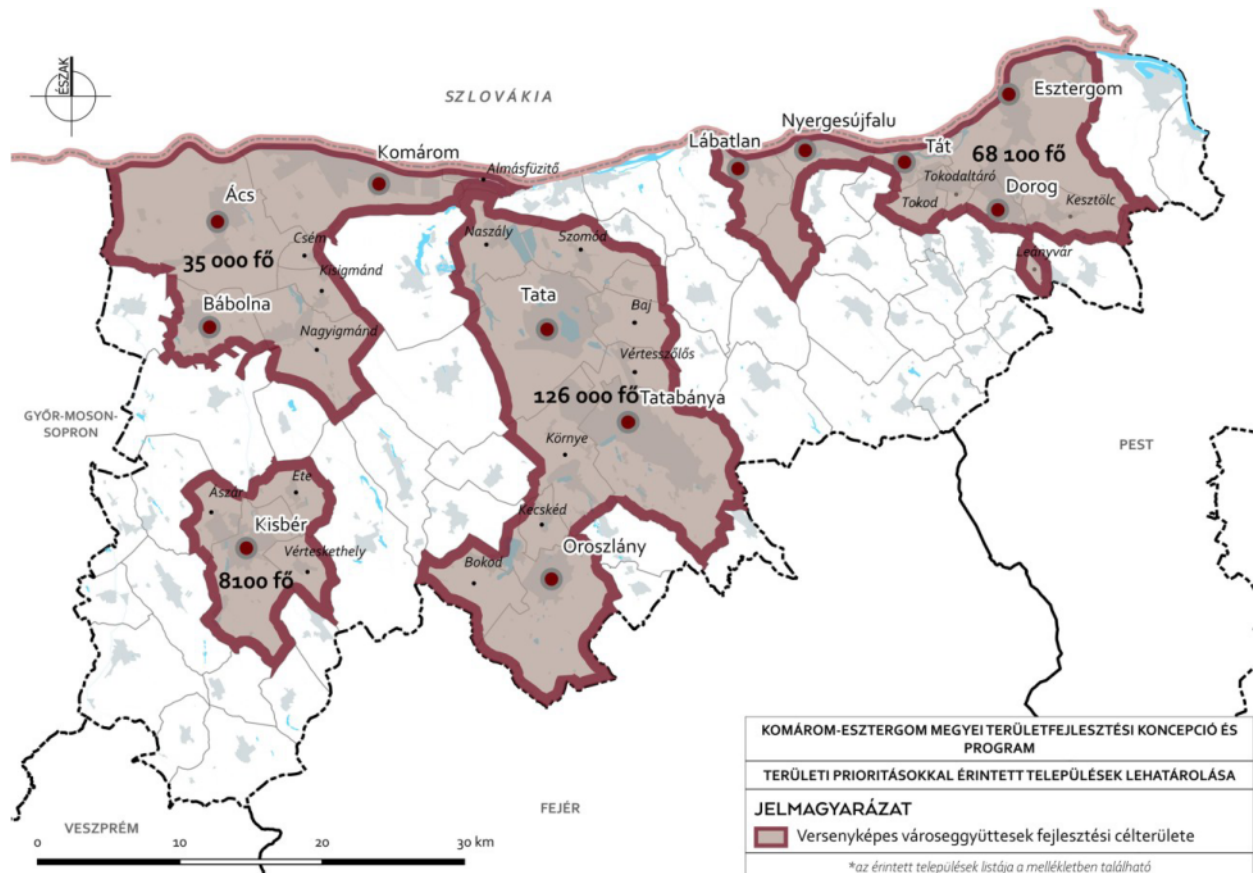 ÉSZAK
SZLOVÁKIA
Esztergom
Nyergesújfalu
Lábatlan
Tát
68 100 fő
Komárom
Almásfüzitő
Tokodaltáró
Dorog
Kesztölc
Tokod
Ács
Csém
Naszály
Szomód
Leányvár
35 000 fő
Kisigmánd
Bábolna
Tata
Baj
Nagyigmánd
Vértesszőlős
126 000 fő
Tatabánya
GYŐR-MOSON-
SOPRON
PEST
Környe
Ete
Aszár
Kecskéd
Kisbér
Oroszlány
Vérteskethely
Bokod
8100 fő
KOMÁROM-ESZTERGOM MEGYEI TERÜLETFEJLESZTÉSI KONCEPCIÓ ÉS
PROGRAM
TERÜLETI PRIORITÁSOKKAL ÉRINTETT TELEPÜLÉSEK LEHATÁROLÁSA
JELMAGYARÁZAT
Versenyképes városeggyüttesek fejlesztési célterülete
*az érintett települések listája a mellékletben található
FEJÉR
VESZPRÉM
0 10 20 30 km